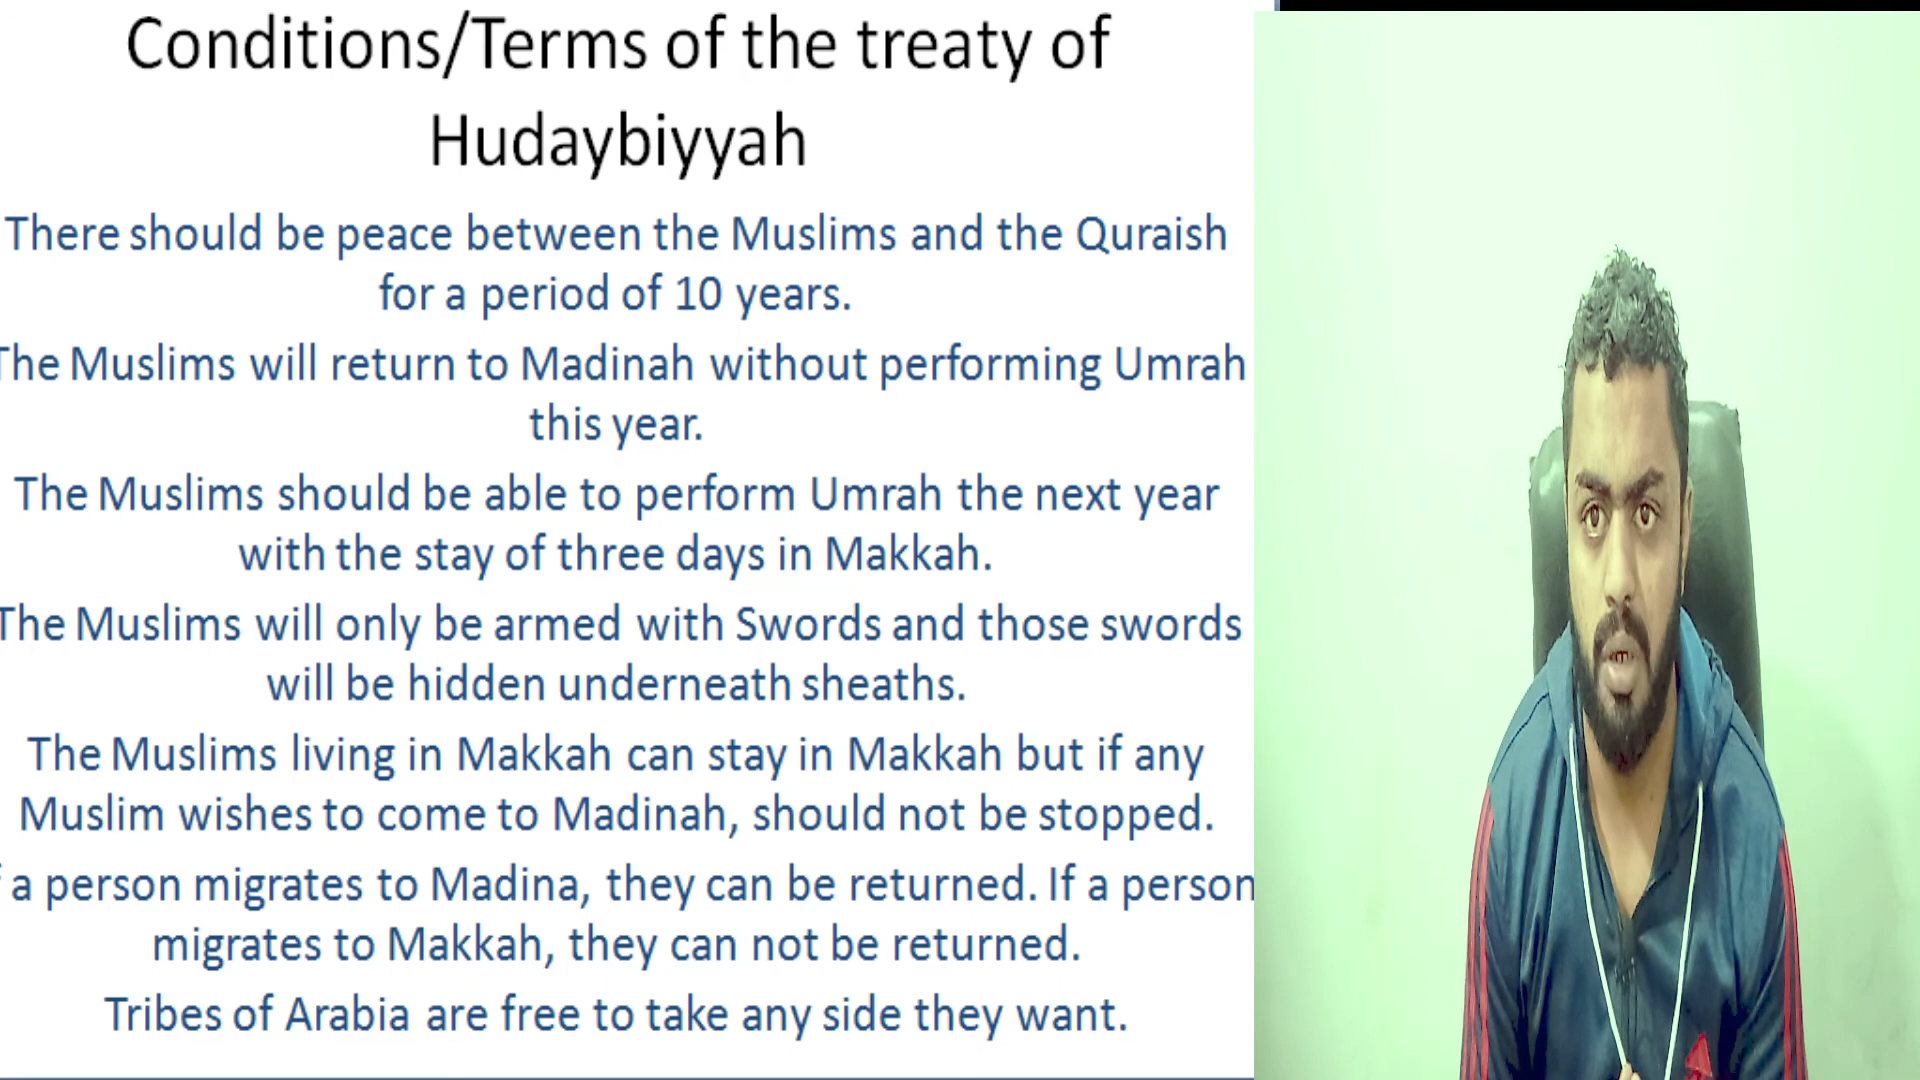 Conditions/Terms of the treaty of
Hudaybiyyah
There should be peace between the Muslims and the Quraish
for a period of 10 years.
The Muslims will return to Madinah without performing Umrah
this year.
The Muslims should be able to perform Umrah the next year
with the stay of three days in Makkah.
The Muslims will only be armed with Swords and those swords
will be hidden underneath sheaths.
The Muslims living in Makkah can stay in Makkah but if any
Muslim wishes to come to Madinah, should not be stopped.
f a person migrates to Madina, they can be returned. If a person
migrates to Makkah, they can not be returned.
Tribes of Arabia are free to take any side they want.